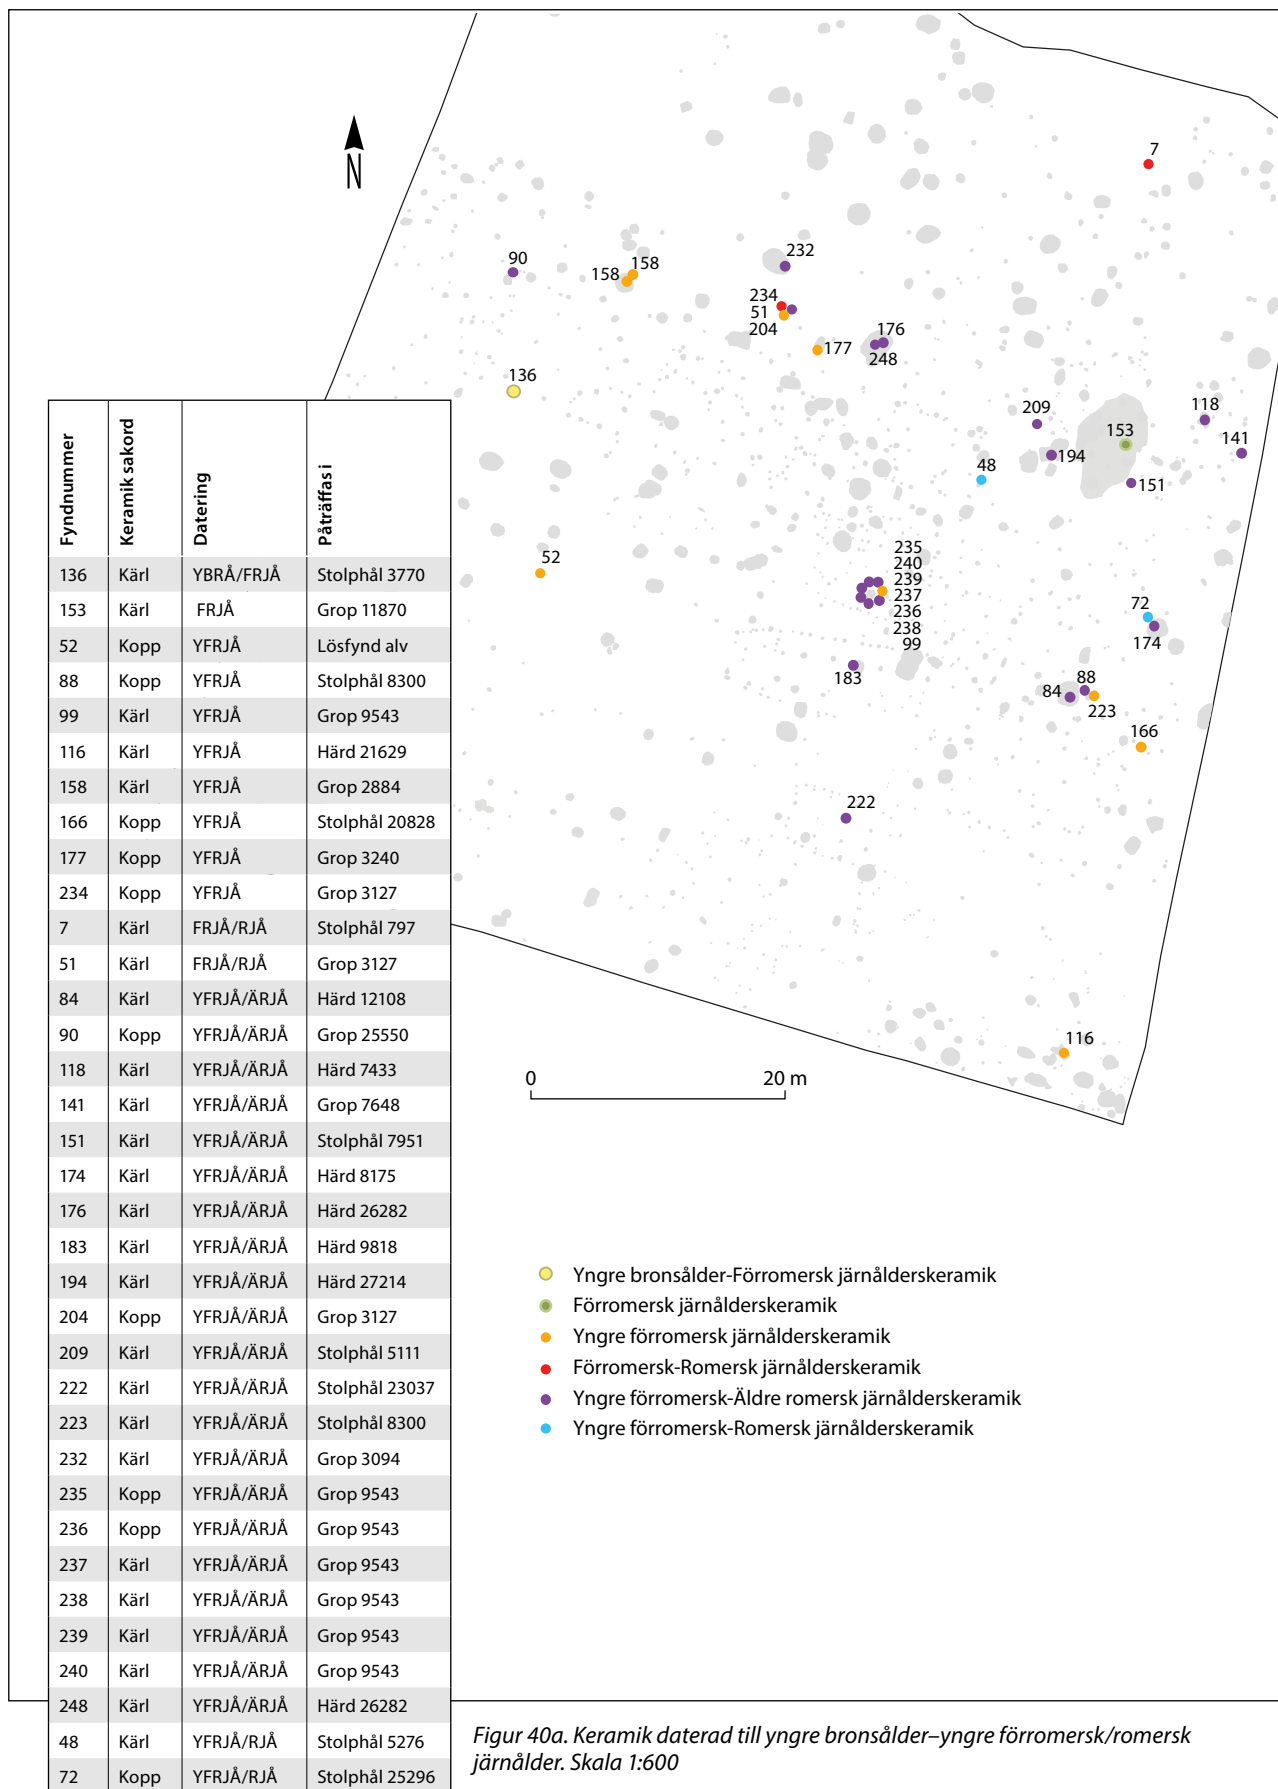 N
7
232
90
158
158
234
51
204
176
177
248
136
209
118
153
141
194
48
151
52
235
240
239
237
236
238
99
72
174
183
84
88
223
166
222
116
0 20 m
Fyndnummer Keramik sakord Datering Påträffas i
136 Kärl YBRÅ/FRJÅ Stolphål 3770
153 Kärl FRJÅ Grop 11870
52 Kopp YFRJÅ Lösfynd alv
88 Kopp YFRJÅ Stolphål 8300
99 Kärl YFRJÅ Grop 9543
116 Kärl YFRJÅ Härd 21629
158 Kärl YFRJÅ Grop 2884
166 Kopp YFRJÅ Stolphål 20828
177 Kopp YFRJÅ Grop 3240
234 Kopp YFRJÅ Grop 3127
7 Kärl FRJÅ/RJÅ Stolphål 797
51 Kärl FRJÅ/RJÅ Grop 3127
84 Kärl YFRJÅ/ÄRJÅ Härd 12108
90 Kopp YFRJÅ/ÄRJÅ Grop 25550
118 Kärl YFRJÅ/ÄRJÅ Härd 7433
141 Kärl YFRJÅ/ÄRJÅ Grop 7648
151 Kärl YFRJÅ/ÄRJÅ Stolphål 7951
174 Kärl YFRJÅ/ÄRJÅ Härd 8175
176 Kärl YFRJÅ/ÄRJÅ Härd 26282
183 Kärl YFRJÅ/ÄRJÅ Härd 9818
194 Kärl YFRJÅ/ÄRJÅ Härd 27214
204 Kopp YFRJÅ/ÄRJÅ Grop 3127
209 Kärl YFRJÅ/ÄRJÅ Stolphål 5111
222 Kärl YFRJÅ/ÄRJÅ Stolphål 23037
223 Kärl YFRJÅ/ÄRJÅ Stolphål 8300
232 Kärl YFRJÅ/ÄRJÅ Grop 3094
235 Kopp YFRJÅ/ÄRJÅ Grop 9543
236 Kopp YFRJÅ/ÄRJÅ Grop 9543
237 Kärl YFRJÅ/ÄRJÅ Grop 9543
238 Kärl YFRJÅ/ÄRJÅ Grop 9543
239 Kärl YFRJÅ/ÄRJÅ Grop 9543
240 Kärl YFRJÅ/ÄRJÅ Grop 9543
248 Kärl YFRJÅ/ÄRJÅ Härd 26282
48 Kärl YFRJÅ/RJÅ Stolphål 5276
72 Kopp YFRJÅ/RJÅ Stolphål 25296
Yngre bronsålder-Förromersk järnålderskeramik
Förromersk järnålderskeramik
Yngre förromersk järnålderskeramik
Förromersk-Romersk järnålderskeramik
Yngre förromersk-Äldre romersk järnålderskeramik
Yngre förromersk-Romersk järnålderskeramik
Figur 40a. Keramik daterad till yngre bronsålder–yngre förromersk/romersk
järnålder. Skala 1:600